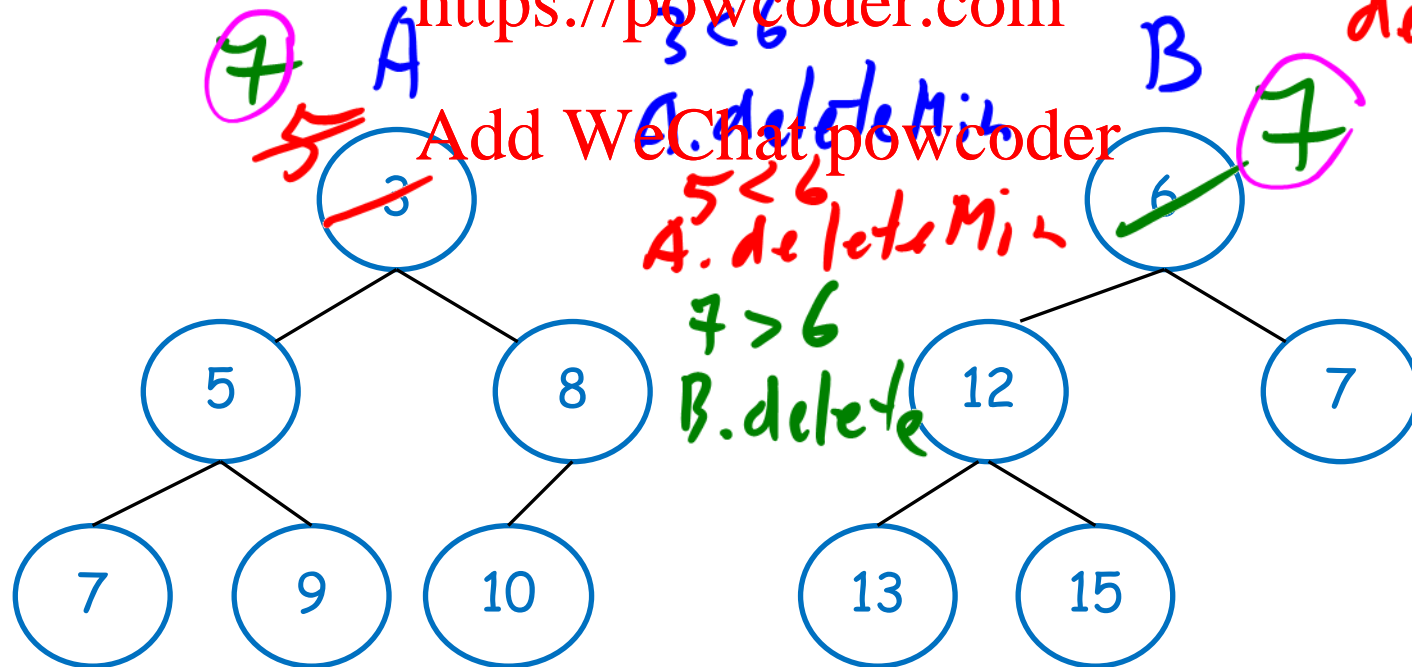 https://powcoder.com
7 A 3 < 6 B de
A.deleteMin 7
5 Add WeChat powcoder
3 5 < 6 6
A.deleteMin
7 > 6
5 8 12 7
B.delete
7 9 10 13 15